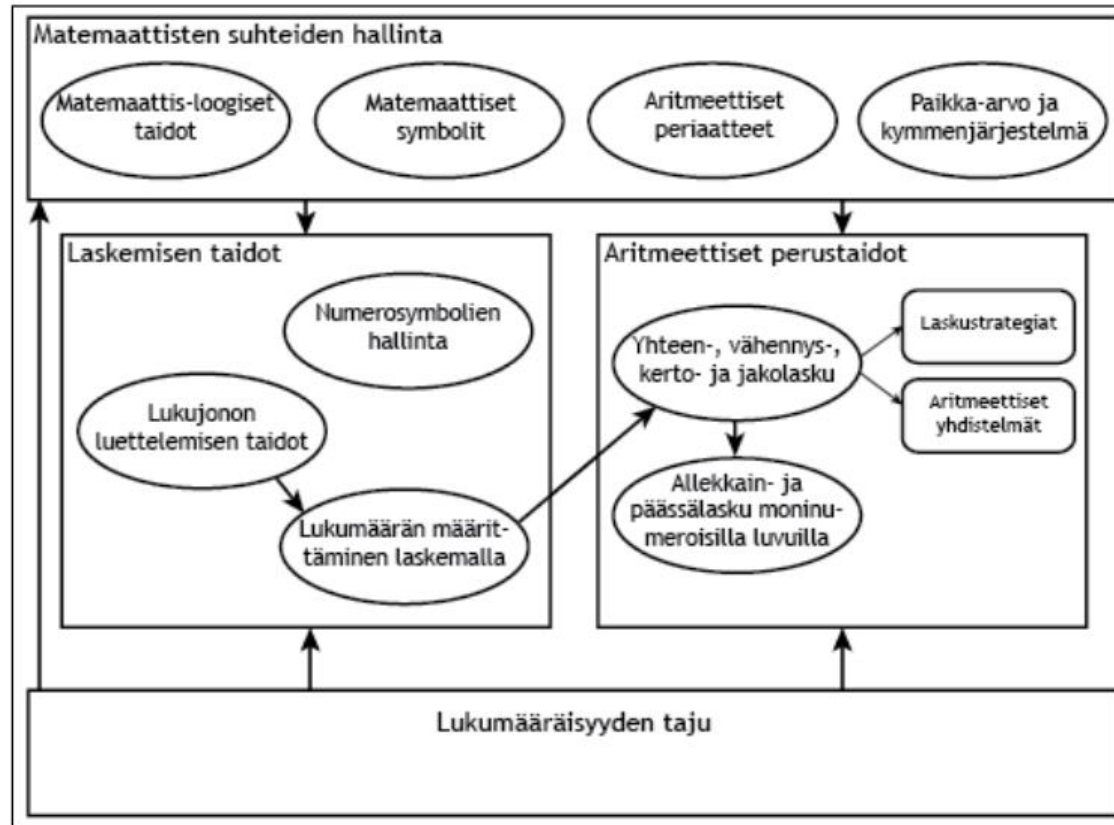 Matemaattisten suhteiden hallinta
Matemaattis-loogiset
taidot
Matemaattiset
symbolit
Aritmeettiset
periaatteet
Paikka-arvo ja
kymmenjärjestelmä
Laskemisen taidot
Numerosymbolien
hallinta
Lukujonon
luettelemisen taidot
Lukumäärän määrit-
täminen laskemalla
Aritmeettiset perustaidot
Yhteen-, vähennys-,
kerto- ja jakolasku
Laskustrategiat
Aritmeettiset
yhdistelmät
Allekkain- ja
päässälasku moninu-
meroisilla luvuilla
Lukumääräisyyden taju